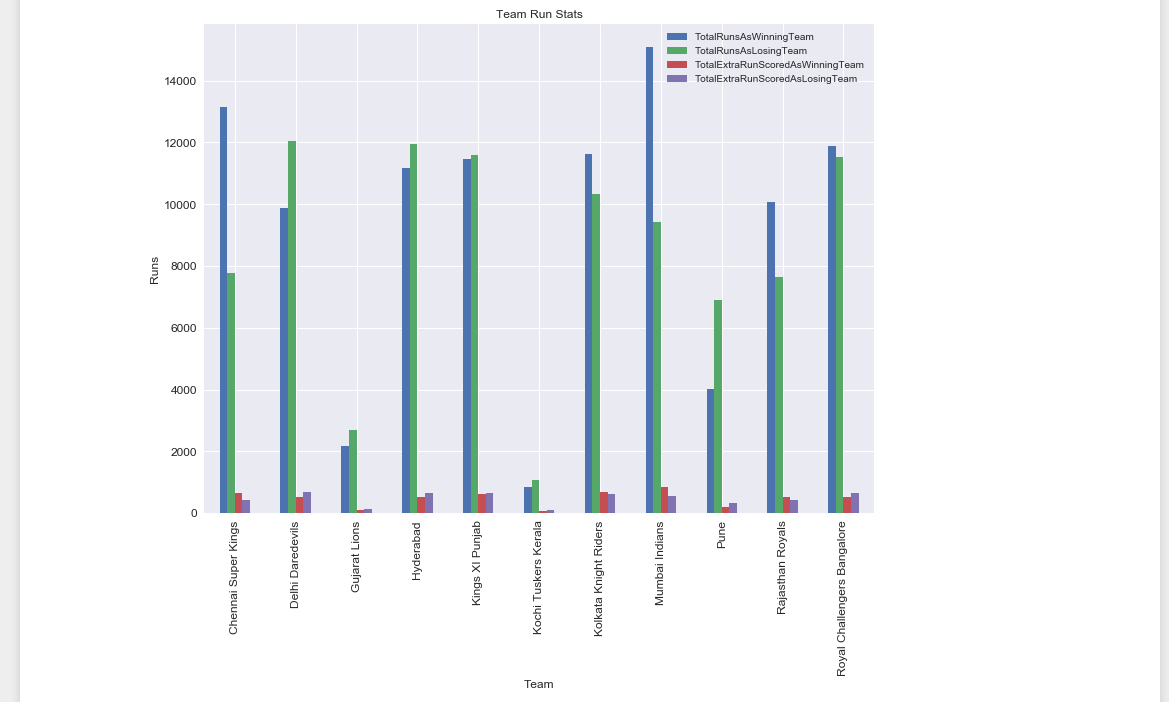 Team Run Stats
TotalRunsAsWinningTeam
TotalRunsAsLosingTeam
TotalExtraRunScoredAsWinningTeam
TotalExtraRunScoredAsLosingTeam
14000
12000
10000
8000
6000
4000
2000
0
Runs
Chennai Super Kings
Delhi Daredevils
Gujarat Lions
Hyderabad
Kings XI Punjab
Kochi Tuskers Kerala
Kolkata Knight Riders
Mumbai Indians
Pune
Rajasthan Royals
Royal Challengers Bangalore
Team